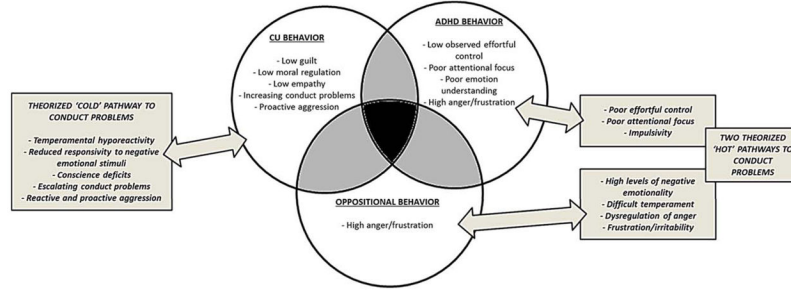 CU BEHAVIOR
- Low guilt
- Low moral regulation
- Low empathy
- Increasing conduct problems
- Proactive aggression
ADHD BEHAVIOR
- Low observed effortful
control
- Poor attentional focus
- Poor emotion
understanding
- High anger/frustration
OPPOSITIONAL BEHAVIOR
- High anger/frustration
THEORIZED 'COLD' PATHWAY TO
CONDUCT PROBLEMS
- Temperamental hyporeactivity
- Reduced responsivity to negative
emotional stimuli
- Conscience deficits
- Escalating conduct problems
- Reactive and proactive aggression
- Poor effortful control
- Poor attentional focus
- Impulsivity
TWO THEORIZED
'HOT' PATHWAYS TO
CONDUCT
PROBLEMS
- High levels of negative
emotionality
- Difficult temperament
- Dysregulation of anger
- Frustration/irritability